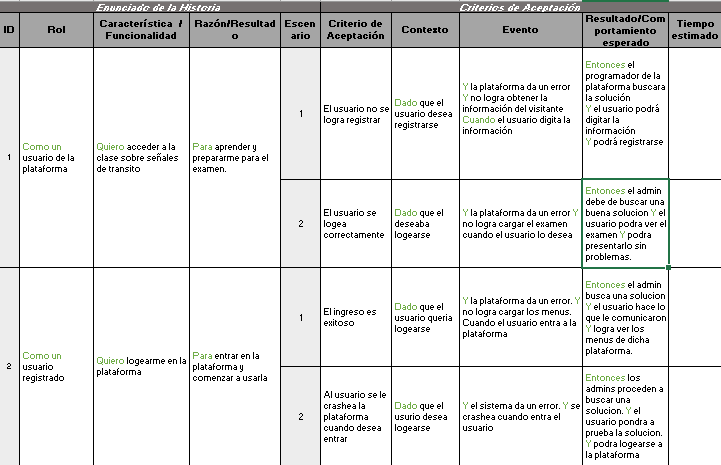 Enunciado de la Historia
Criterios de Aceptación
ID
Rol
Característica /
Funcionalidad
Razón/Resultad
o
Escen
ario
Criterio de
Aceptación
Contexto
Evento
Resultado/Com
portamiento
esperado
Tiempo
estimado
1
Como un
usuario de la
plataforma
Quiero acceder a la
clase sobre señales
de transito
Para aprender y
prepararme para el
examen.
1
El usuario no se
logra registrar
Dado que el
usuario desea
registrarse
Y la plataforma da un error
Y no logra obtener la
información del visitante
Cuando el usuario digita la
información
Entonces el
programador de la
plataforma buscara
la solución
Y el usuario podrá
digitar la
información
Y podrá registrarse
2
El usuario se
logea
correctamente
Dado que el
deseaba
logearse
Y la plataforma da un error Y
no logra cargar el examen
cuando el usuario lo desea
Entonces el admin
debe de buscar una
buena solucion Y el
usuario podra ver el
examen Y podra
presentarlo sin
problemas.
2
Como un
usuario
registrado
Quiero logearme en la
plataforma
Para entrar en la
plataforma y
comenzar a usarla
1
El ingreso es
exitoso
Dado que el
usuario queria
logearse
Y la plataforma da un error. Y
no logra cargar los menus.
Cuando el usuario entra a la
plataforma
Entonces el admin
busca una solucion
Y el usuario hace lo
que le comunicaron
Y logra ver los
menus de dicha
plataforma.
2
Al usuario se le
crashea la
plataforma
cuando desea
entrar
Dado que el
usurio desea
logearse
Y el sistema da un error. Y se
crashea cuando entra el
usuario
Entonces los
admins proceden a
buscar una
solucion. Y el
usuario pondra a
prueba la solucion.
Y podra logearse a
la plataforma